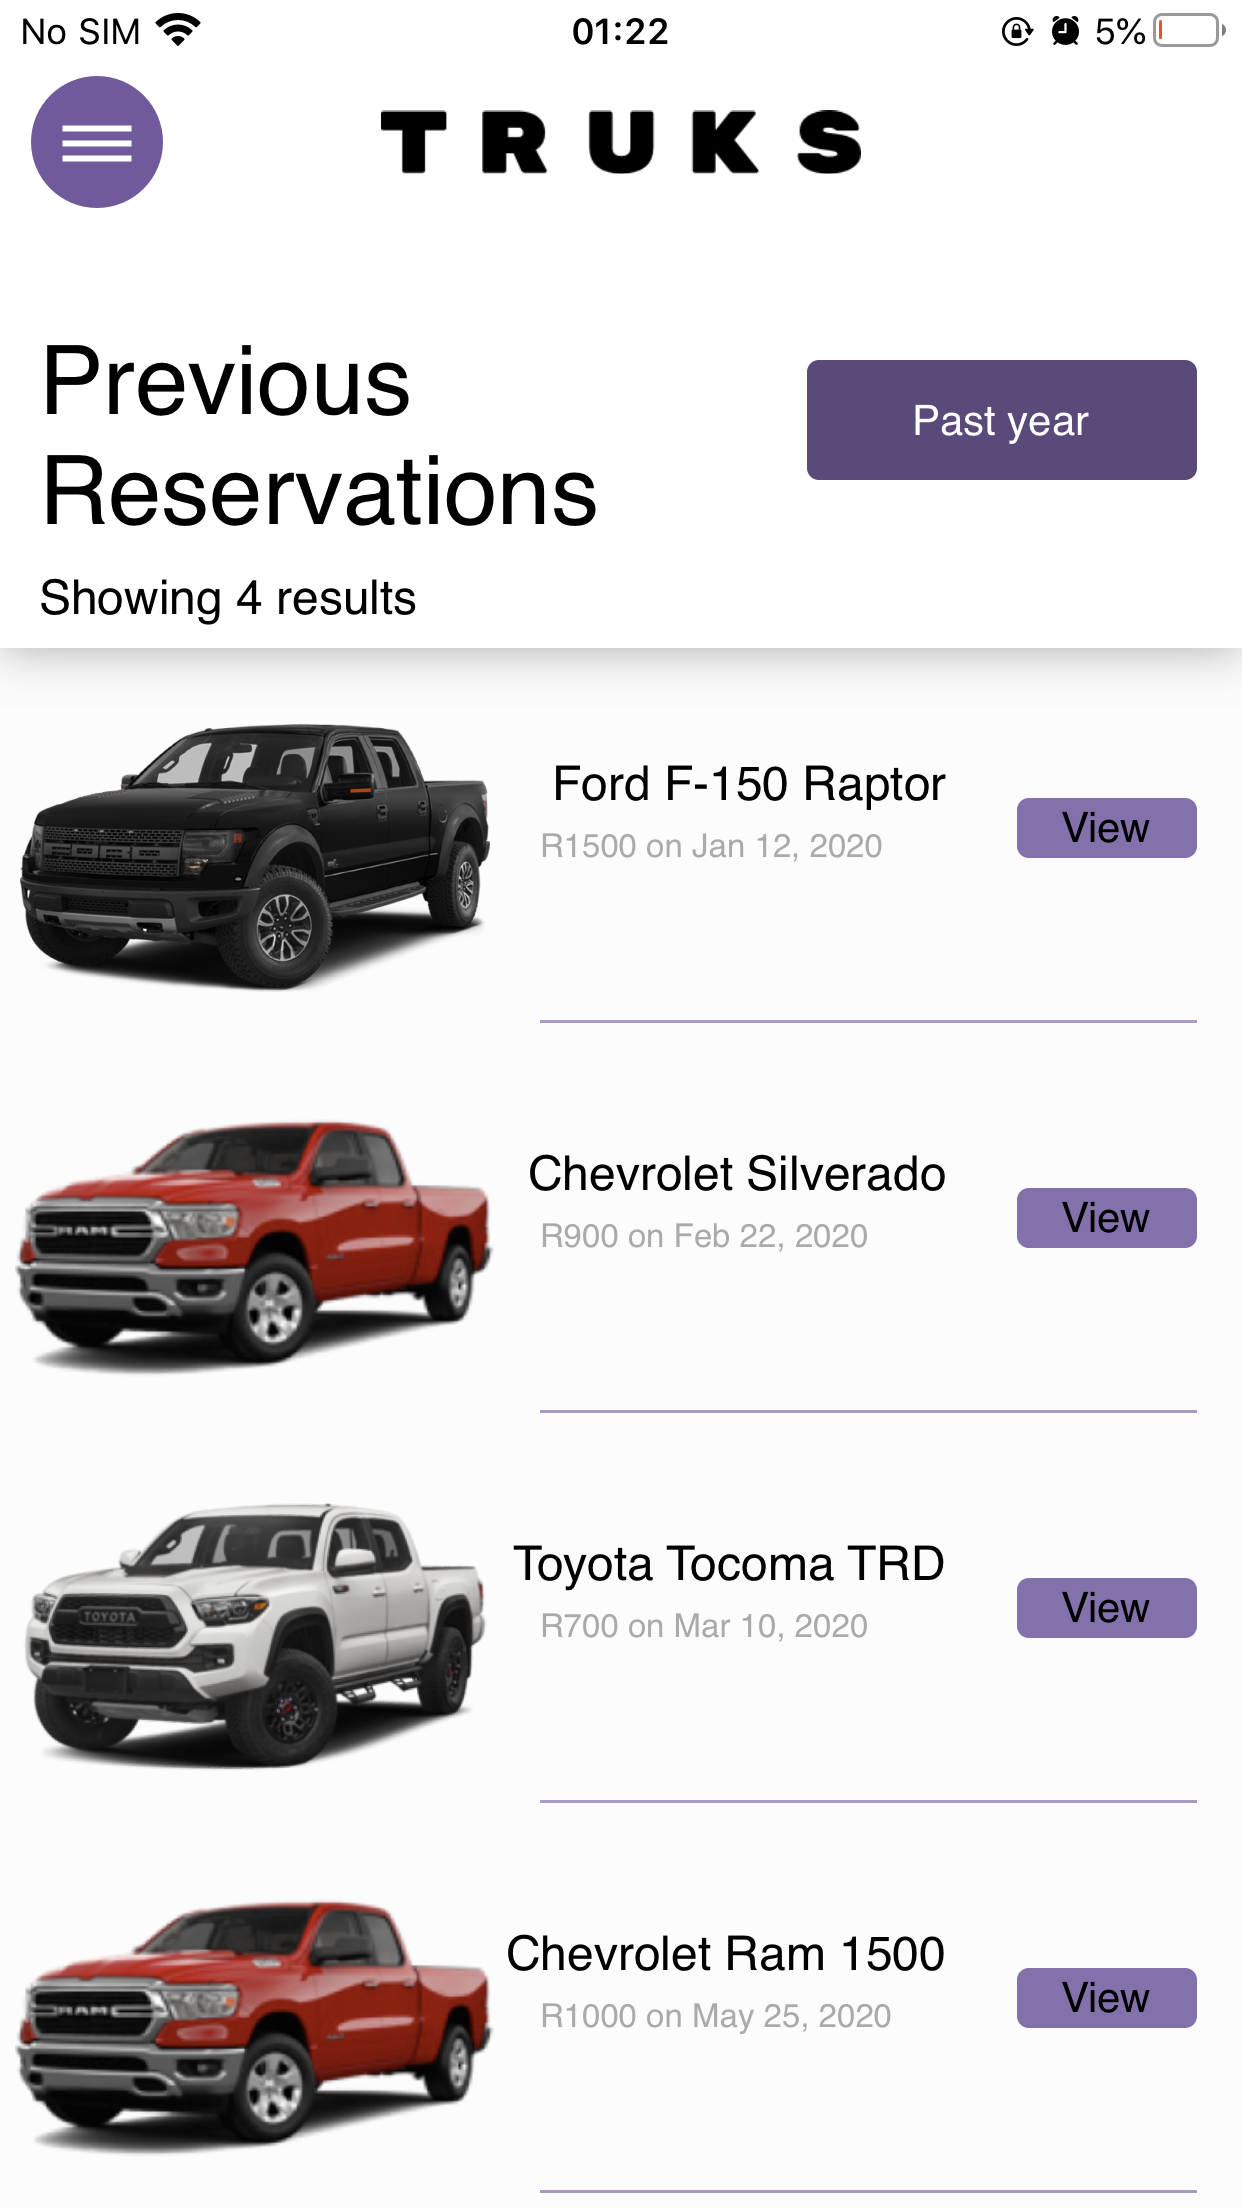 No SIM 01:22 5%
TRUKS
Previous
Reservations
Past year
Showing 4 results
Ford F-150 Raptor
R1500 on Jan 12, 2020
View
RAM
Chevrolet Silverado
R900 on Feb 22, 2020
View
TOYOTA
Toyota Tocoma TRD
R700 on Mar 10, 2020
View
RAM
Chevrolet Ram 1500
R1000 on May 25, 2020
View